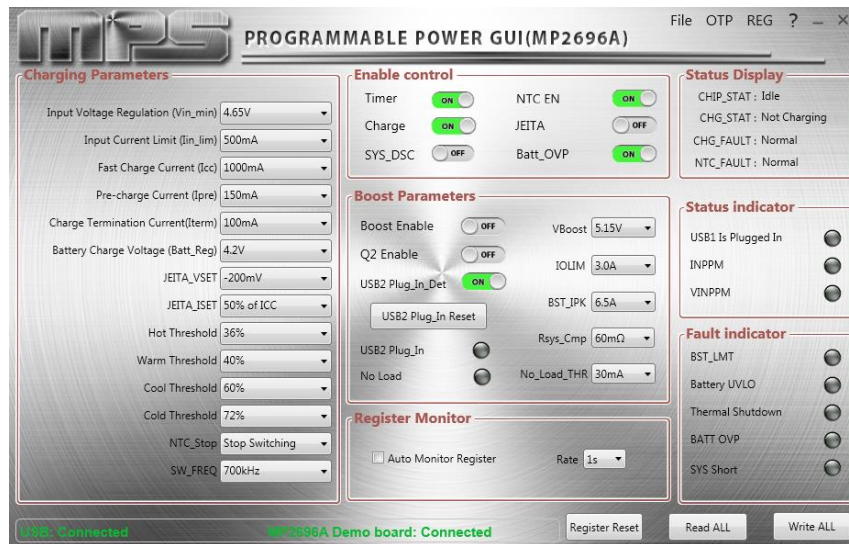 mps PROGRAMMABLE POWER GUI(MP2696A)
File OTP REG ? – ×
Charging Parameters
Input Voltage Regulation (Vin_min) 4.65V
Input Current Limit (Iin_lim) 500mA
Fast Charge Current (Icc) 1000mA
Pre-charge Current (Ipre) 150mA
Charge Termination Current(Iterm) 100mA
Battery Charge Voltage (Batt_Reg) 4.2V
JEITA_VSET -200mV
JEITA_ISET 50% of ICC
Hot Threshold 36%
Warm Threshold 40%
Cool Threshold 60%
Cold Threshold 72%
NTC_Stop Stop Switching
SW_FREQ 700kHz
Enable control
Timer ON NTC EN ON
Charge ON JEITA OFF
SYS_DSC OFF Batt_OVP ON
Boost Parameters
Boost Enable OFF
Q2 Enable OFF
USB2 Plug_In_Det ON
USB2 Plug_In Reset
USB2 Plug_In
No Load
VBoost 5.15V
IOLIM 3.0A
BST_IPK 6.5A
Rsys_Cmp 60mΩ
No_Load_THR 30mA
Register Monitor
Auto Monitor Register Rate 1s
Status Display
CHIP_STAT : Idle
CHG_STAT : Not Charging
CHG_FAULT : Normal
NTC_FAULT : Normal
Status indicator
USB1 Is Plugged In
INPPM
VINPPM
Fault indicator
BST_LMT
Battery UVLO
Thermal Shutdown
BATT OVP
SYS Short
USB: Connected MP2696A Demo board: Connected Register Reset Read ALL Write ALL